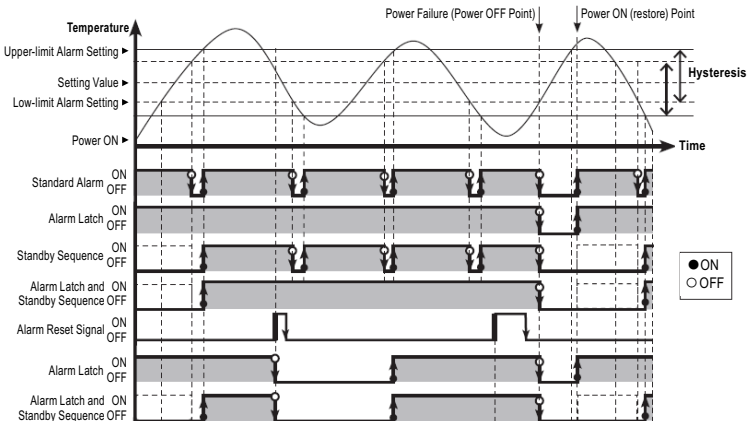 Power Failure (Power OFF Point)
Power ON (restore) Point
Temperature
Upper-limit Alarm Setting ►
Hysteresis
Setting Value ►
Low-limit Alarm Setting ►
Power ON ►
Time
Standard Alarm ON
OFF
Alarm Latch ON
OFF
Standby Sequence ON
OFF
Alarm Latch and ON
Standby Sequence OFF
●ON
○OFF
Alarm Reset Signal ON
OFF
Alarm Latch ON
OFF
Alarm Latch and ON
Standby Sequence OFF